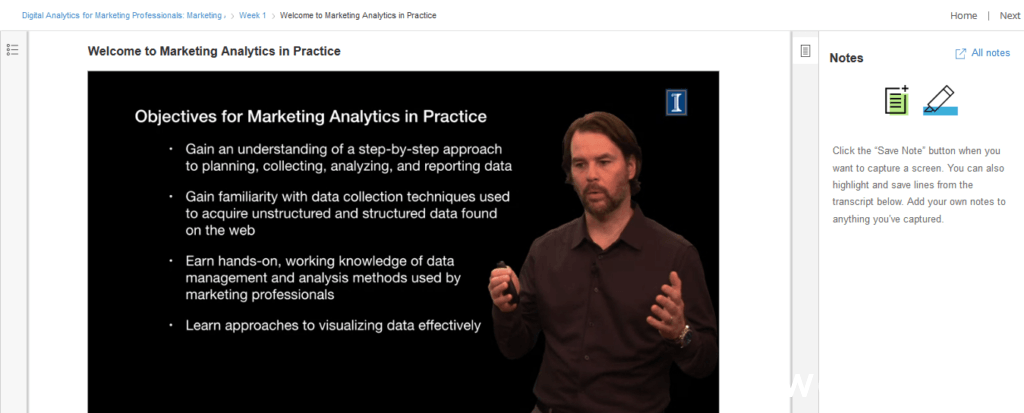 Digital Analytics for Marketing Professionals: Marketing > Week 1 > Welcome to Marketing Analytics in Practice
Home | Next
Welcome to Marketing Analytics in Practice
Objectives for Marketing Analytics in Practice
• Gain an understanding of a step-by-step approach
to planning, collecting, analyzing, and reporting data
• Gain familiarity with data collection techniques used
to acquire unstructured and structured data found
on the web
• Earn hands-on, working knowledge of data
management and analysis methods used by
marketing professionals
• Learn approaches to visualizing data effectively
I
Notes
All notes
Click the “Save Note” button when you
want to capture a screen. You can also
highlight and save lines from the
transcript below. Add your own notes to
anything you’ve captured.